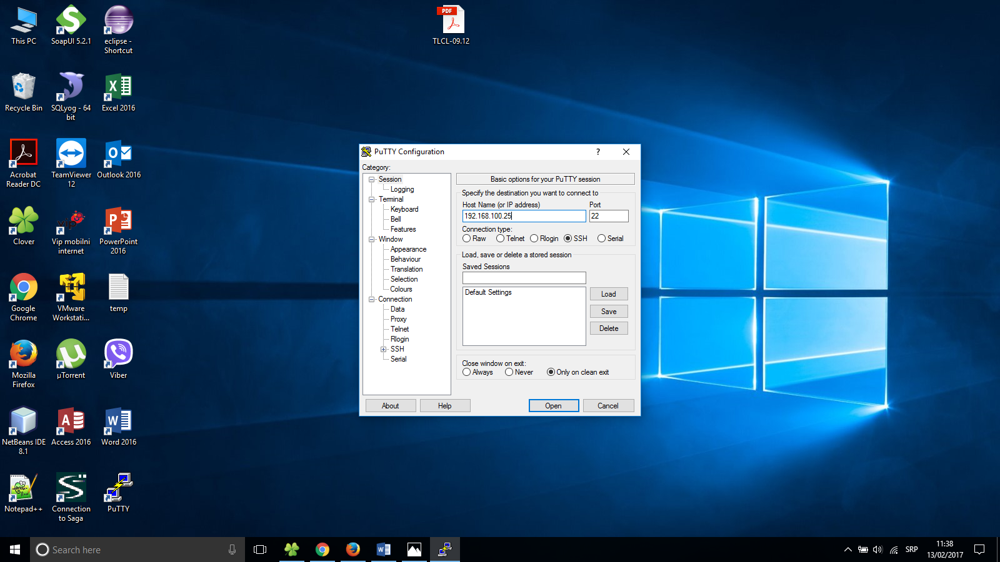 This PC
SoapUI 5.2.1
eclipse -
Shortcut
PDF
TLCL-09.12
Recycle Bin
SQLyog - 64
bit
Excel 2016
Acrobat
Reader DC
TeamViewer
12
Outlook 2016
Clover
vip
Vip mobilni
internet
PowerPoint
2016
Google
Chrome
VMware
Workstati...
temp
Mozilla
Firefox
µTorrent
Viber
NetBeans IDE
8.1
Access 2016
Word 2016
Notepad++
Connection
to Saga
PuTTY
PuTTY Configuration
?
Category:
Session
Logging
Terminal
Keyboard
Bell
Features
Window
Appearance
Behaviour
Translation
Selection
Colours
Connection
Data
Proxy
Telnet
Rlogin
SSH
Serial
Basic options for your PuTTY session
Specify the destination you want to connect to
Host Name (or IP address) Port
192.168.100.25 22
Connection type:
Raw Telnet Rlogin SSH Serial
Load, save or delete a stored session
Saved Sessions
Default Settings
Load
Save
Delete
Close window on exit:
Always Never Only on clean exit
About Help Open Cancel
Search here
SRP
11:38
13/02/2017